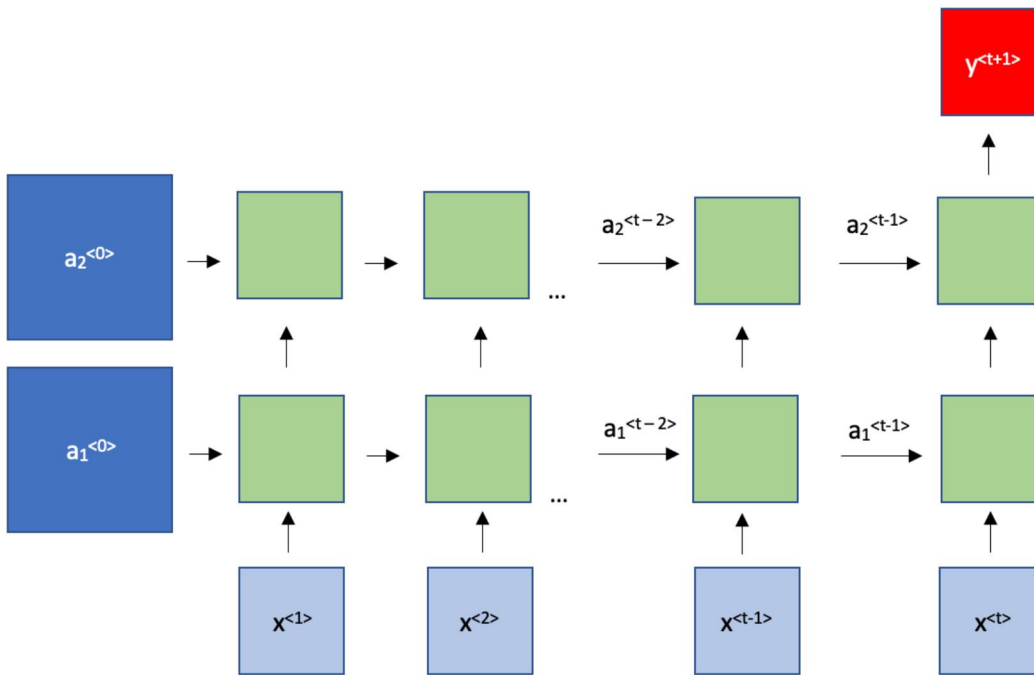 y<t+1>
a2<t – 2>
a2<t-1>
a2<0>
...
a1<t – 2>
a1<t-1>
a1<0>
...
x<1>
x<2>
x<t-1>
x<t>